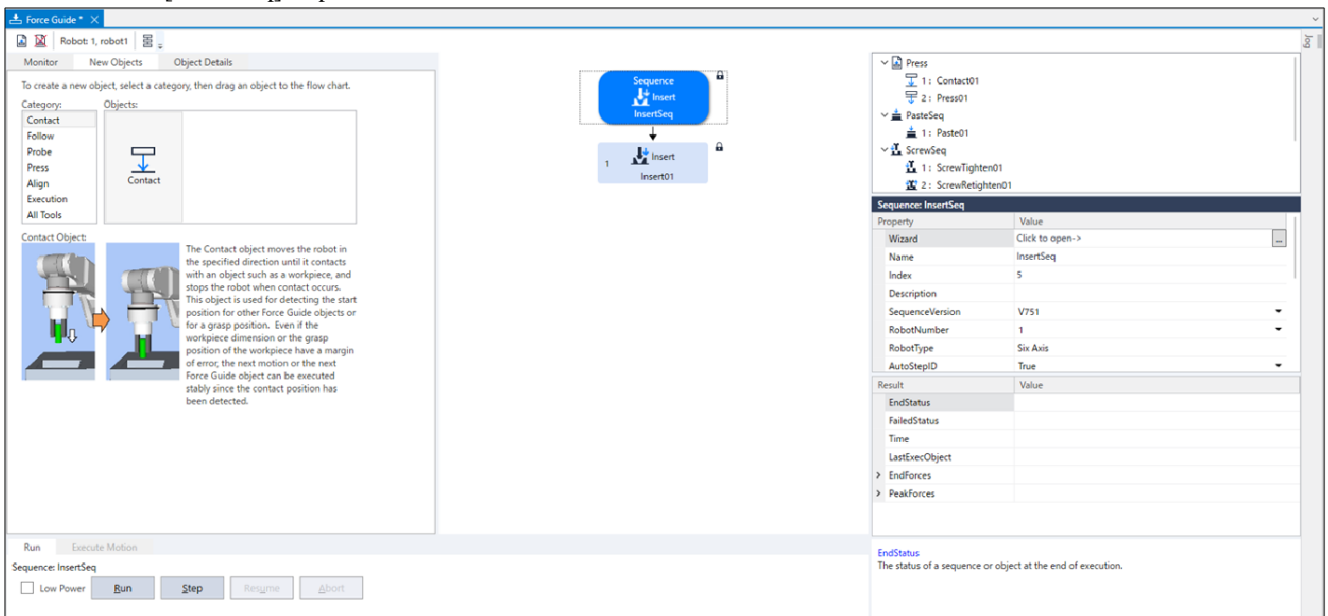 Force Guide *
Robot: 1, robot1
Jog
Monitor New Objects Object Details
To create a new object, select a category, then drag an object to the flow chart.
Category: Objects:
Contact
Follow
Probe
Press
Align
Execution
All Tools
Contact
Contact Object:
The Contact object moves the robot in
the specified direction until it contacts
with an object such as a workpiece, and
stops the robot when contact occurs.
This object is used for detecting the start
position for other Force Guide objects or
for a grasp position. Even if the
workpiece dimension or the grasp
position of the workpiece have a margin
of error, the next motion or the next
Force Guide object can be executed
stably since the contact position has
been detected.
Sequence
Insert
InsertSeq
1
Insert
Insert01
Press
1: Contact01
2: Press01
PasteSeq
1: Paste01
ScrewSeq
1: ScrewTighten01
2: ScrewRetighten01
Sequence: InsertSeq
Property Value
Wizard Click to open-> ...
Name InsertSeq
Index 5
Description
SequenceVersion V751
RobotNumber 1
RobotType Six Axis
AutoStepID True
Result Value
EndStatus
FailedStatus
Time
LastExecObject
EndForces
PeakForces
EndStatus
The status of a sequence or object at the end of execution.
Run Execute Motion
Sequence: InsertSeq
Low Power Run Step Resume Abort